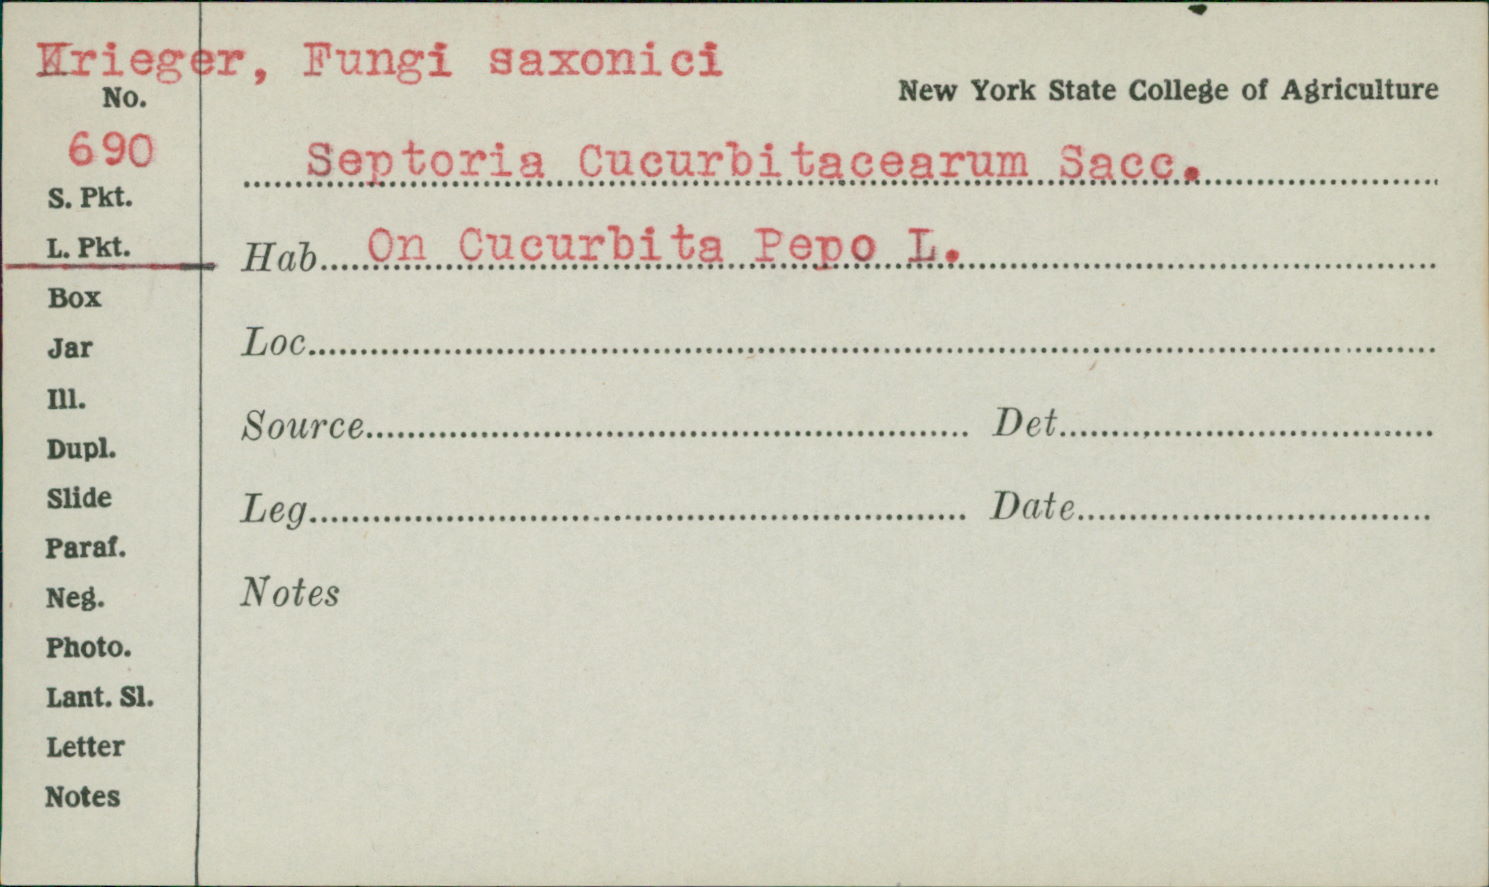 Krieger, Fungi saxonici
No.
New York State College of Agriculture
690
Septoria Cucurbitacearum Sacc.
S. Pkt.
L. Pkt.
Hab. On Cucurbita Pepo L.
Box
Loc.
Jar
Ill.
Source Det.
Dupl.
Slide
Leg. Date
Paraf.
Neg.
Notes
Photo.
Lant. Sl.
Letter
Notes